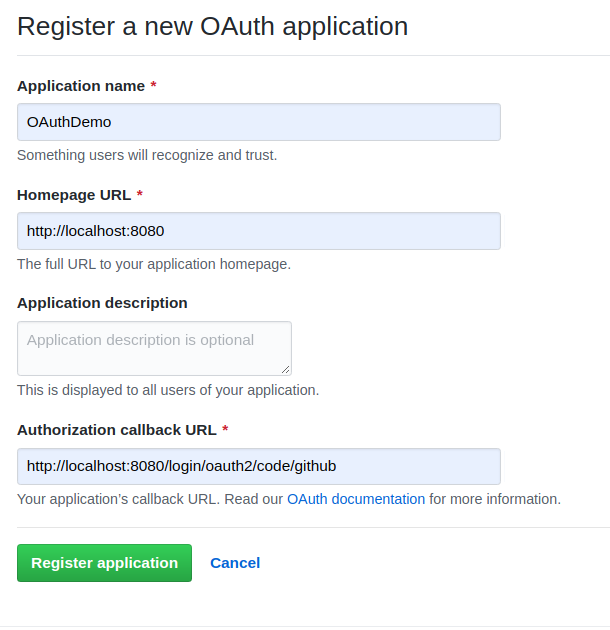 Register a new OAuth application
Application name *
OAuthDemo
Something users will recognize and trust.
Homepage URL *
http://localhost:8080
The full URL to your application homepage.
Application description
Application description is optional
This is displayed to all users of your application.
Authorization callback URL *
http://localhost:8080/login/oauth2/code/github
Your application’s callback URL. Read our OAuth documentation for more information.
Register application Cancel